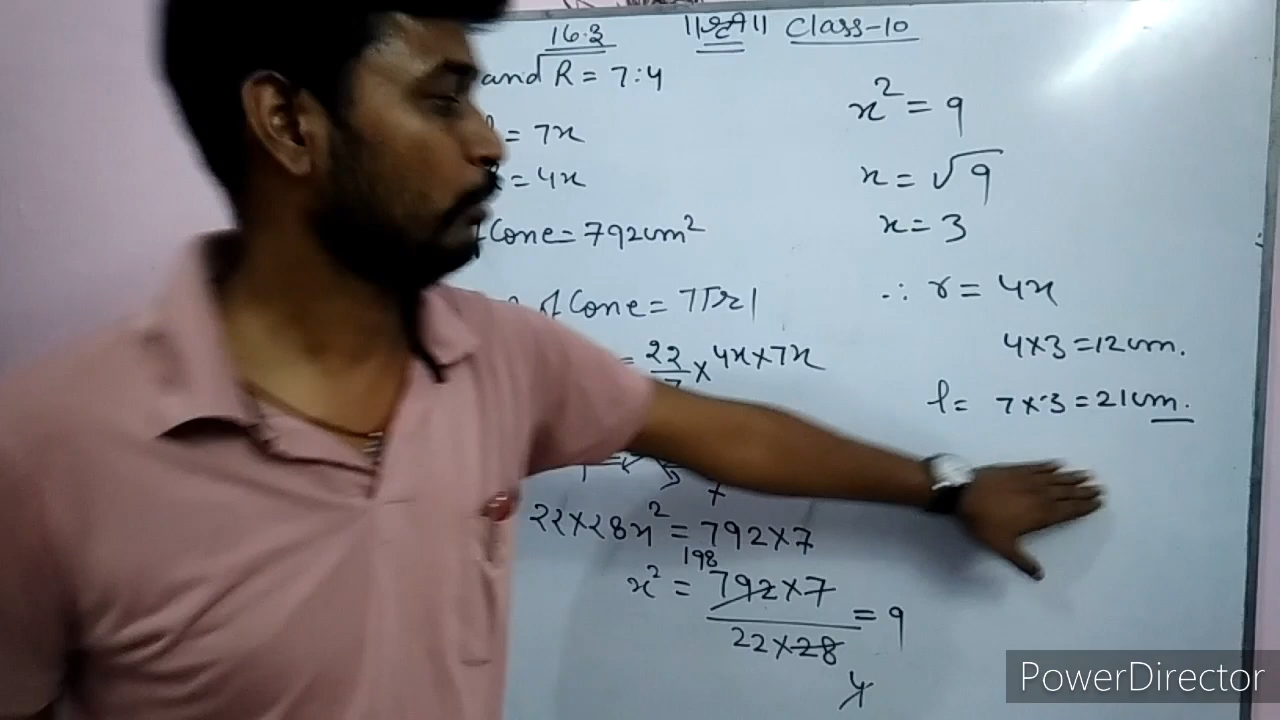 16.3 ॥श्री॥ Class-10
and R = 7:4
= 7x
= 4x
Cone = 792cm²
of Cone = πrl
= 22/7 × 4x × 7x
22×28x² = 792×7
x² = 792×7 / 22×28 = 9
198
4
x² = 9
x = √9
x = 3
∴ r = 4x
4×3 = 12cm.
l = 7×3 = 21cm.
PowerDirector